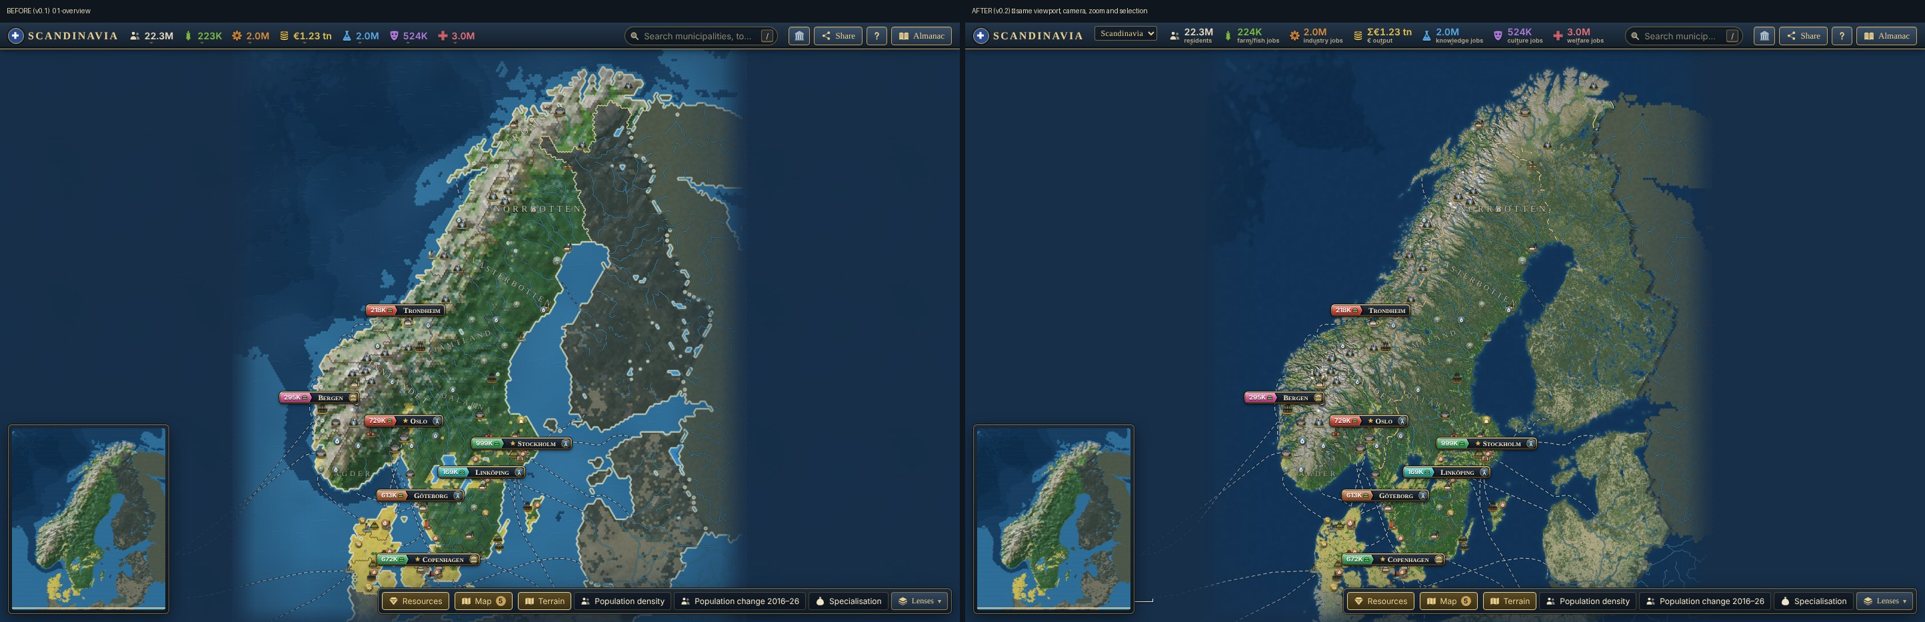 BEFORE (v0.1) 01-overview
SCANDINAVIA 22.3M 223K 2.0M €1.23 tn 2.0M 524K 3.0M Search municipalities, to... / Share ? Almanac
NORRBOTTEN
TRONDHEIM
295K BERGEN
729K ★ OSLO
999K ★ STOCKHOLM
169K LINKÖPING
613K GÖTEBORG
672K ★ COPENHAGEN
Resources Map 5 Terrain Population density Population change 2016–26 Specialisation Lenses
AFTER (v0.2) same viewport, camera, zoom and selection
SCANDINAVIA Scandinavia 22.3M residents 224K farm/fish jobs 2.0M industry jobs Σ€1.23 tn € output 2.0M knowledge jobs 524K culture jobs 3.0M welfare jobs Search municip... / Share ? Almanac
TRONDHEIM
295K BERGEN
729K ★ OSLO
999K ★ STOCKHOLM
169K LINKÖPING
613K GÖTEBORG
672K ★ COPENHAGEN
Resources Map 5 Terrain Population density Population change 2016–26 Specialisation Lenses